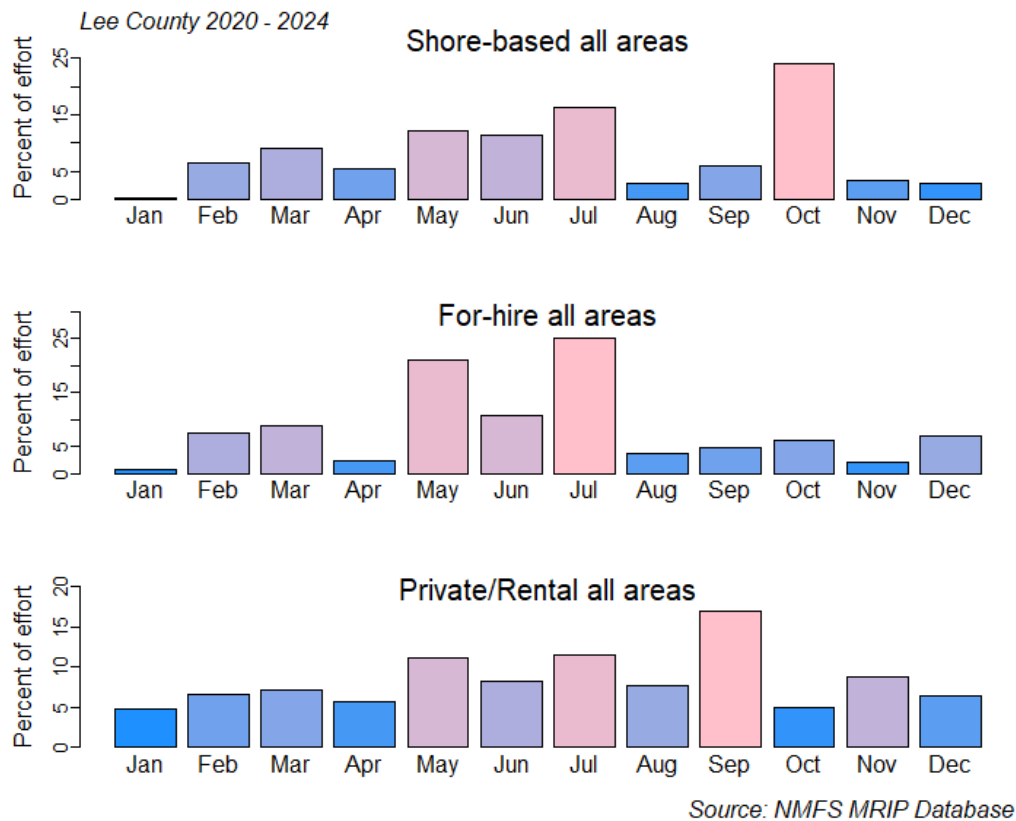 Lee County 2020 - 2024
Shore-based all areas
Percent of effort
25
15
5
0
Jan Feb Mar Apr May Jun Jul Aug Sep Oct Nov Dec
For-hire all areas
Percent of effort
25
15
5
0
Jan Feb Mar Apr May Jun Jul Aug Sep Oct Nov Dec
Private/Rental all areas
Percent of effort
20
15
10
5
0
Jan Feb Mar Apr May Jun Jul Aug Sep Oct Nov Dec
Source: NMFS MRIP Database